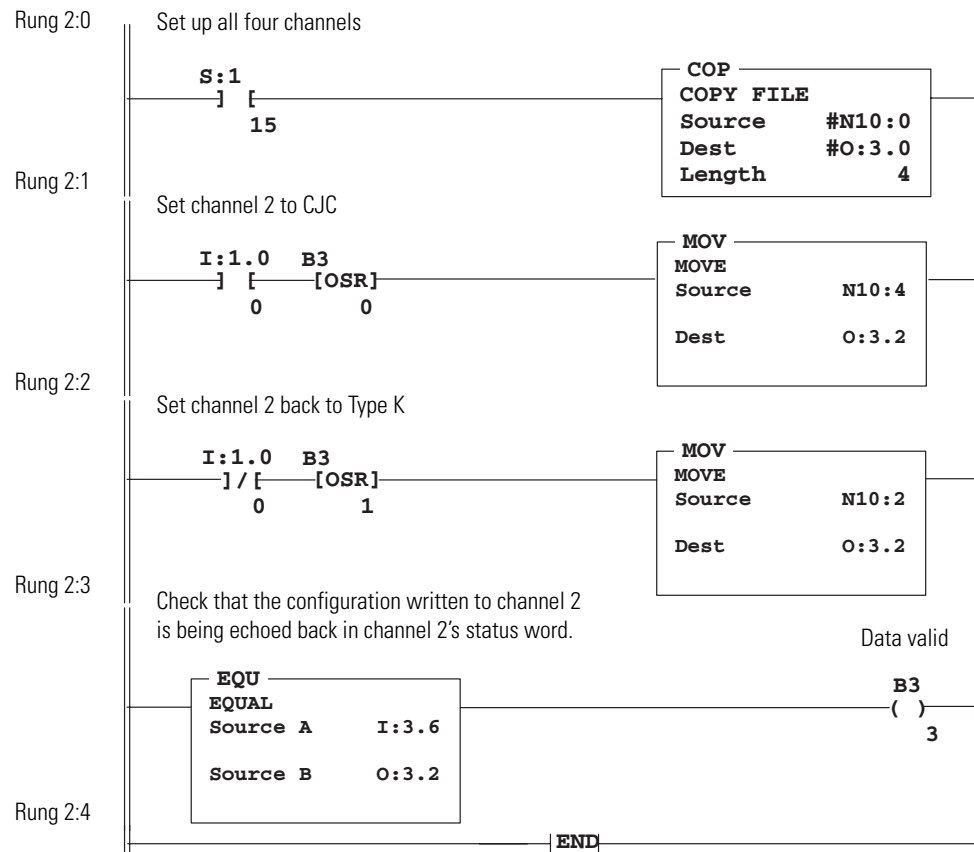 Rung 2:0
Set up all four channels
S:1
] [
15
COP
COPY FILE
Source #N10:0
Dest #O:3.0
Length 4
Rung 2:1
Set channel 2 to CJC
I:1.0 B3
] [ [OSR]
0 0
MOV
MOVE
Source N10:4
Dest O:3.2
Rung 2:2
Set channel 2 back to Type K
I:1.0 B3
]/[ [OSR]
0 1
MOV
MOVE
Source N10:2
Dest O:3.2
Rung 2:3
Check that the configuration written to channel 2
is being echoed back in channel 2’s status word.
Data valid
EQU
EQUAL
Source A I:3.6
Source B O:3.2
B3
( )
3
Rung 2:4
END